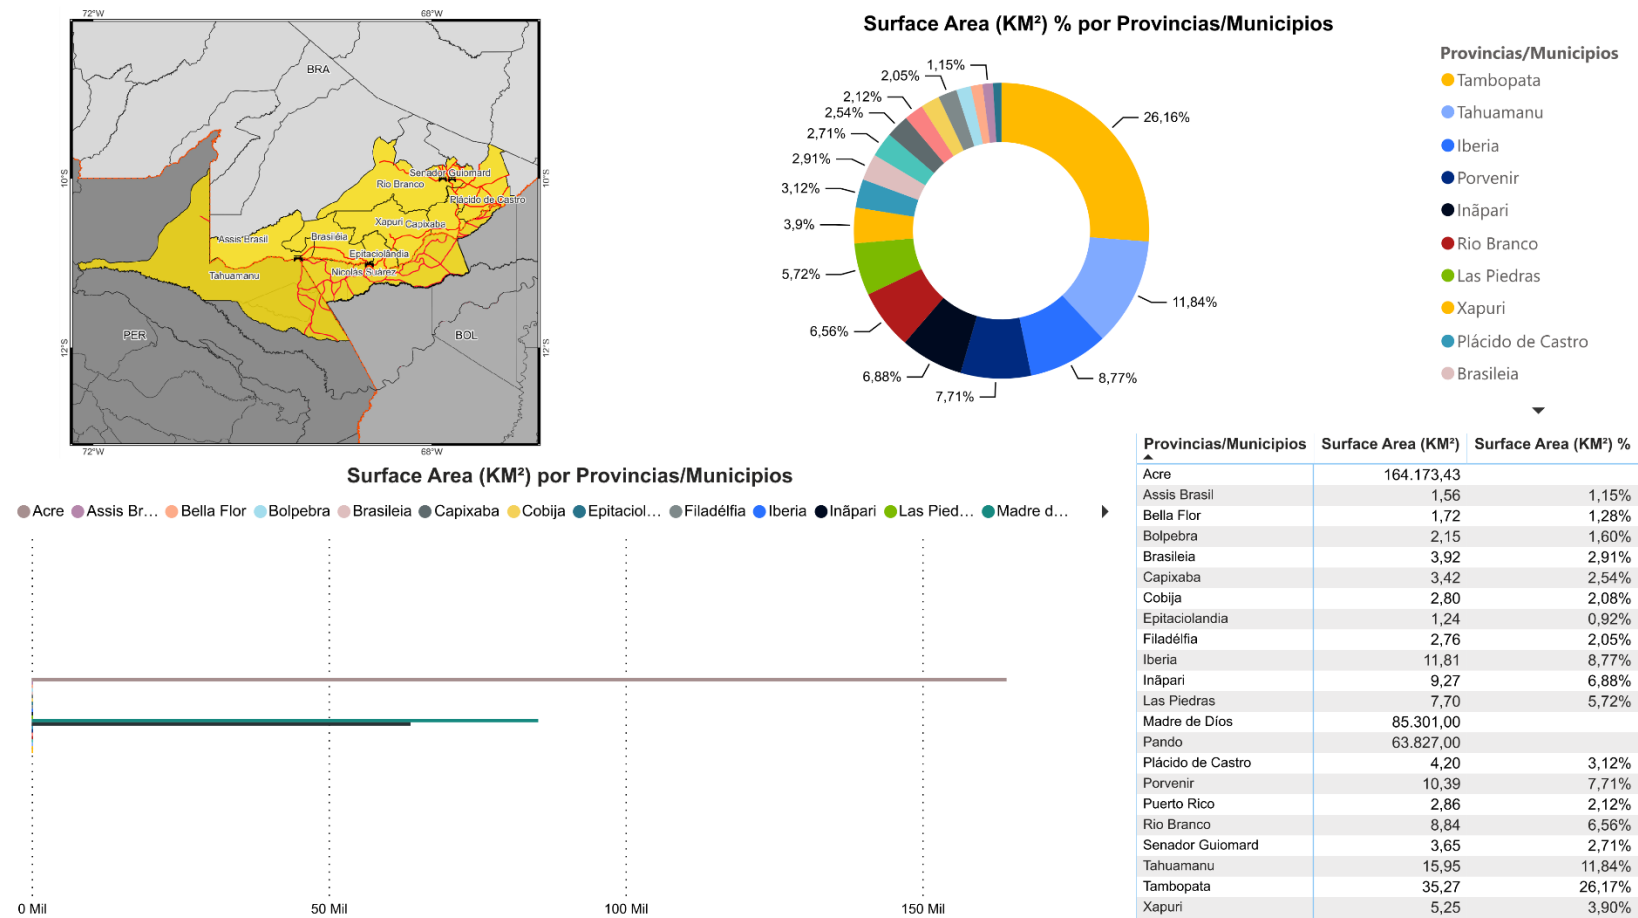 72°W
68°W
BRA
10°S
10°S
Senador Guiomard
Rio Branco
Plácido de Castro
Xapuri
Capixaba
Assis Brasil
Brasiléia
Epitaciolândia
Nicolás Suárez
Tahuamanu
PER
BOL
12°S
12°S
72°W
68°W
Surface Area (KM²) % por Provincias/Municipios
1,15%
2,05%
2,12%
2,54%
2,71%
2,91%
3,12%
3,9%
5,72%
6,56%
6,88%
7,71%
8,77%
11,84%
26,16%
Provincias/Municipios
Tambopata
Tahuamanu
Iberia
Porvenir
Inãpari
Rio Branco
Las Piedras
Xapuri
Plácido de Castro
Brasileia
Surface Area (KM²) por Provincias/Municipios
Acre Assis Br... Bella Flor Bolpebra Brasileia Capixaba Cobija Epitaciol... Filadélfia Iberia Inãpari Las Pied... Madre d...
0 Mil 50 Mil 100 Mil 150 Mil
Provincias/Municipios Surface Area (KM²) Surface Area (KM²) %
Acre 164.173,43
Assis Brasil 1,56 1,15%
Bella Flor 1,72 1,28%
Bolpebra 2,15 1,60%
Brasileia 3,92 2,91%
Capixaba 3,42 2,54%
Cobija 2,80 2,08%
Epitaciolandia 1,24 0,92%
Filadélfia 2,76 2,05%
Iberia 11,81 8,77%
Inãpari 9,27 6,88%
Las Piedras 7,70 5,72%
Madre de Díos 85.301,00
Pando 63.827,00
Plácido de Castro 4,20 3,12%
Porvenir 10,39 7,71%
Puerto Rico 2,86 2,12%
Rio Branco 8,84 6,56%
Senador Guiomard 3,65 2,71%
Tahuamanu 15,95 11,84%
Tambopata 35,27 26,17%
Xapuri 5,25 3,90%